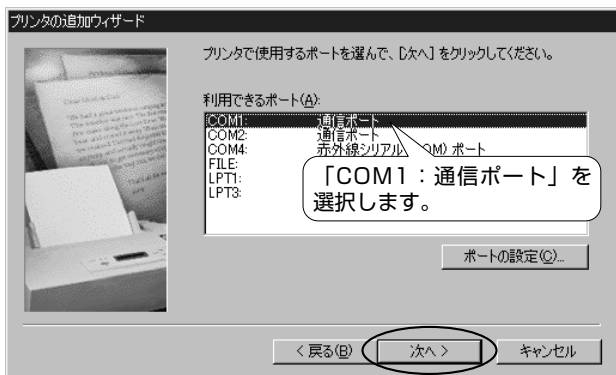 プリンタの追加ウィザード
プリンタで使用するポートを選んで、[次へ] をクリックしてください。
利用できるポート(A):
COM1: 通信ポート
COM2: 通信ポート
COM4: 赤外線シリアル OM) ポート
FILE:
LPT1:
LPT3:
「COM1：通信ポート」を
選択します。
ポートの設定(C)...
< 戻る(B) 次へ > キャンセル